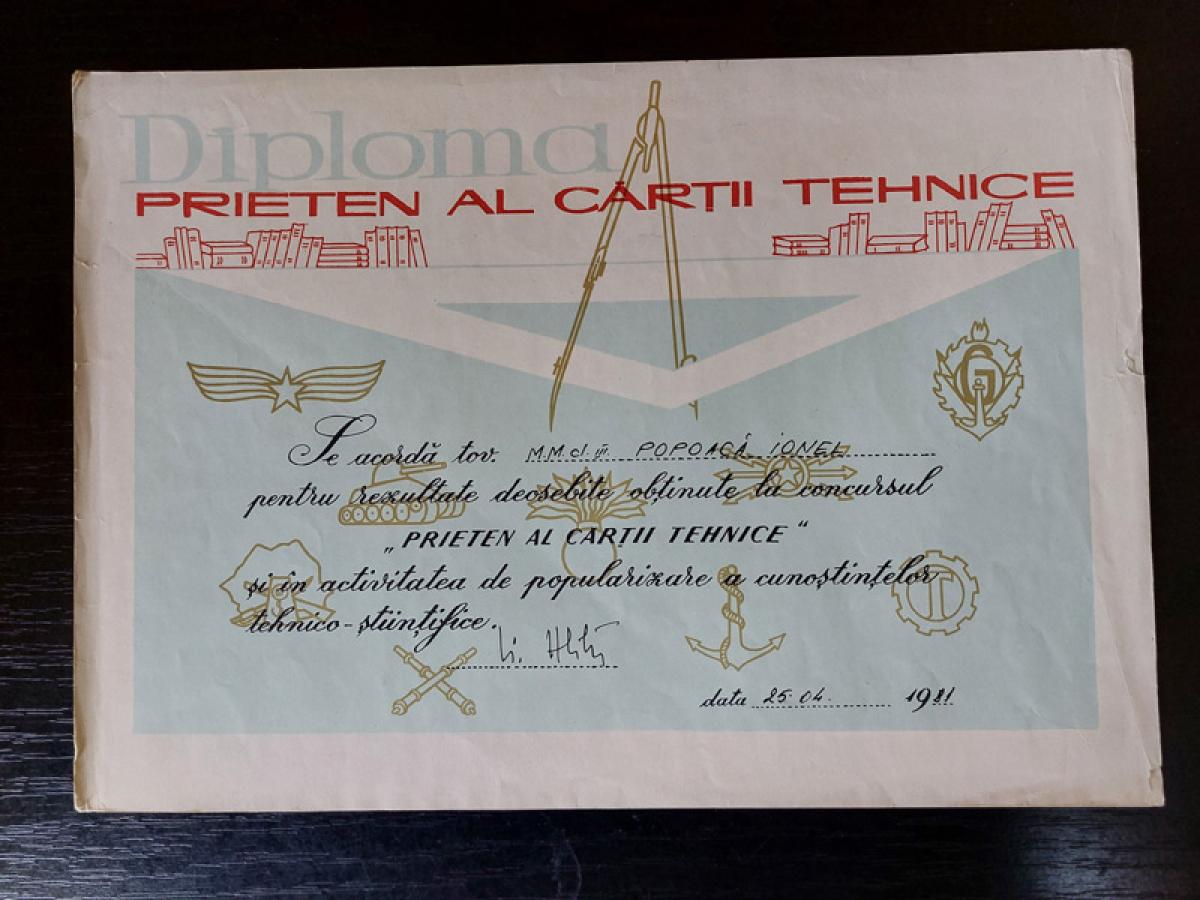 Diploma
PRIETEN AL CĂRȚII TEHNICE
Se acordă tov. M.M. cl. III POPOACĂ IONEL
pentru rezultate deosebite obținute la concursul
„PRIETEN AL CĂRȚII TEHNICE“
și în activitatea de popularizare a cunoștințelor
tehnico-științifice.
data 25.04. 1981